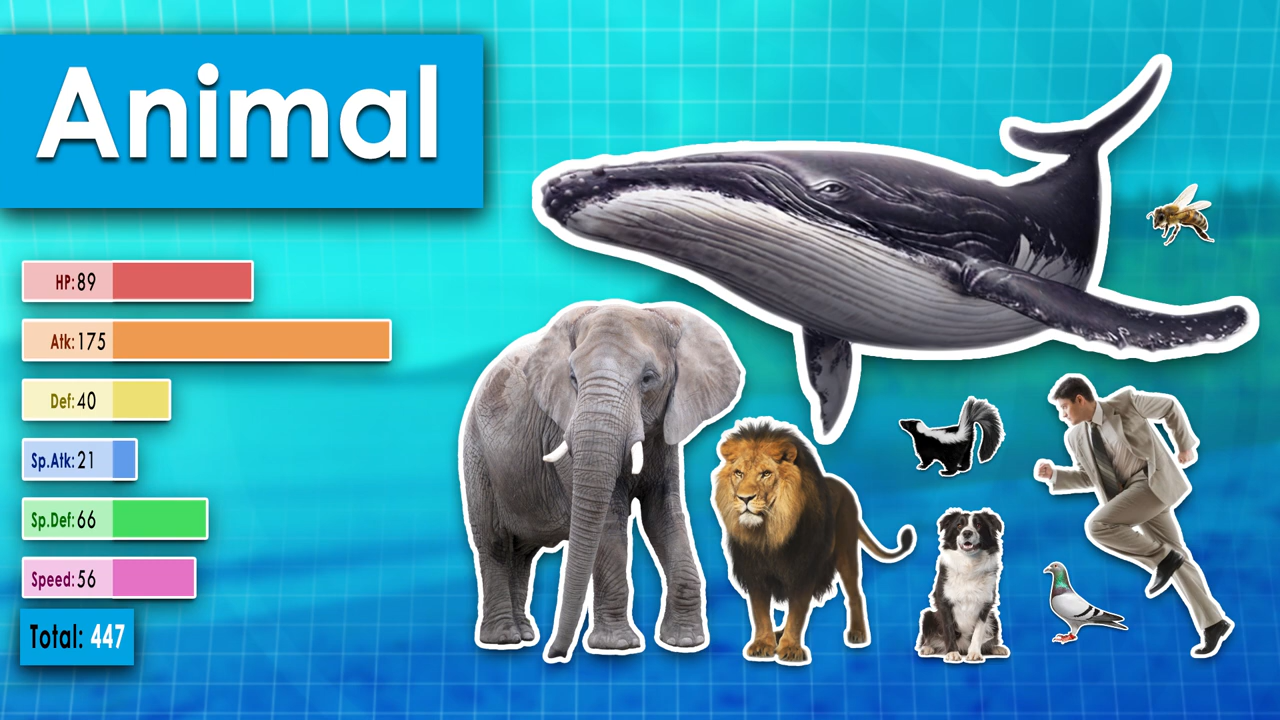 Animal
HP: 89
Atk: 175
Def: 40
Sp.Atk: 21
Sp.Def: 66
Speed: 56
Total: 447